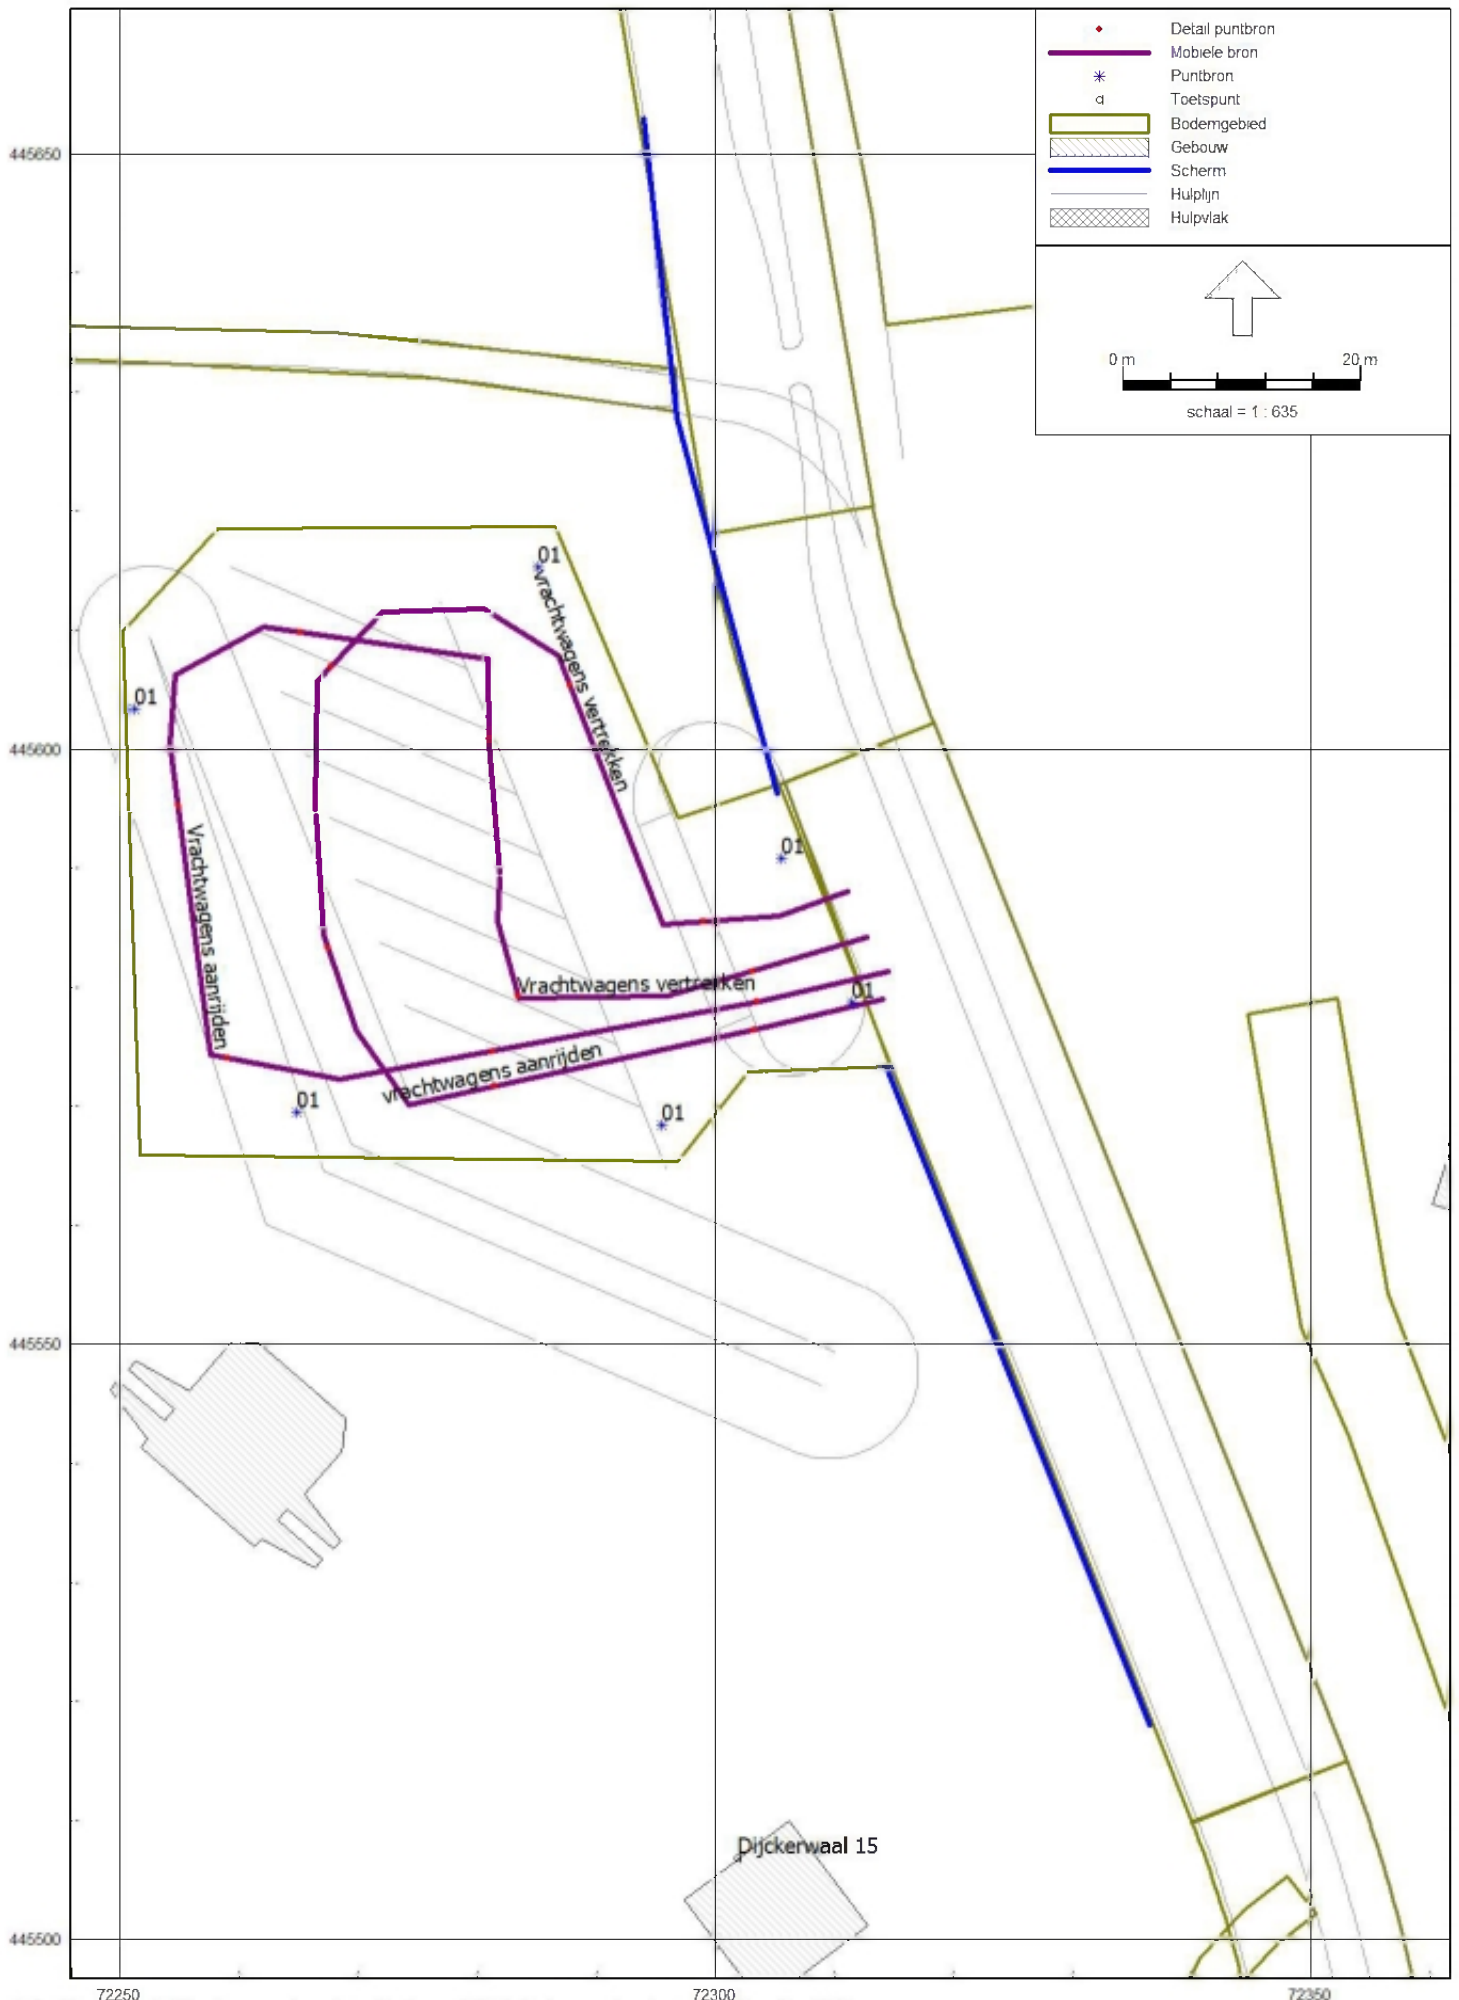 Detail puntbron
Mobiele bron
Puntbron
Toetspunt
Bodemgebied
Gebouw
Scherm
Hulplijn
Hulpvlak
0 m 20 m
schaal = 1 : 635
445650
01
vrachtwagens vertrekken
01
445600
Vrachtwagens aanrijden
01
Vrachtwagens vertrekken
01
vrachtwagens aanrijden
01
01
445550
Dijckerwaal 15
445500
72250 72300 72350